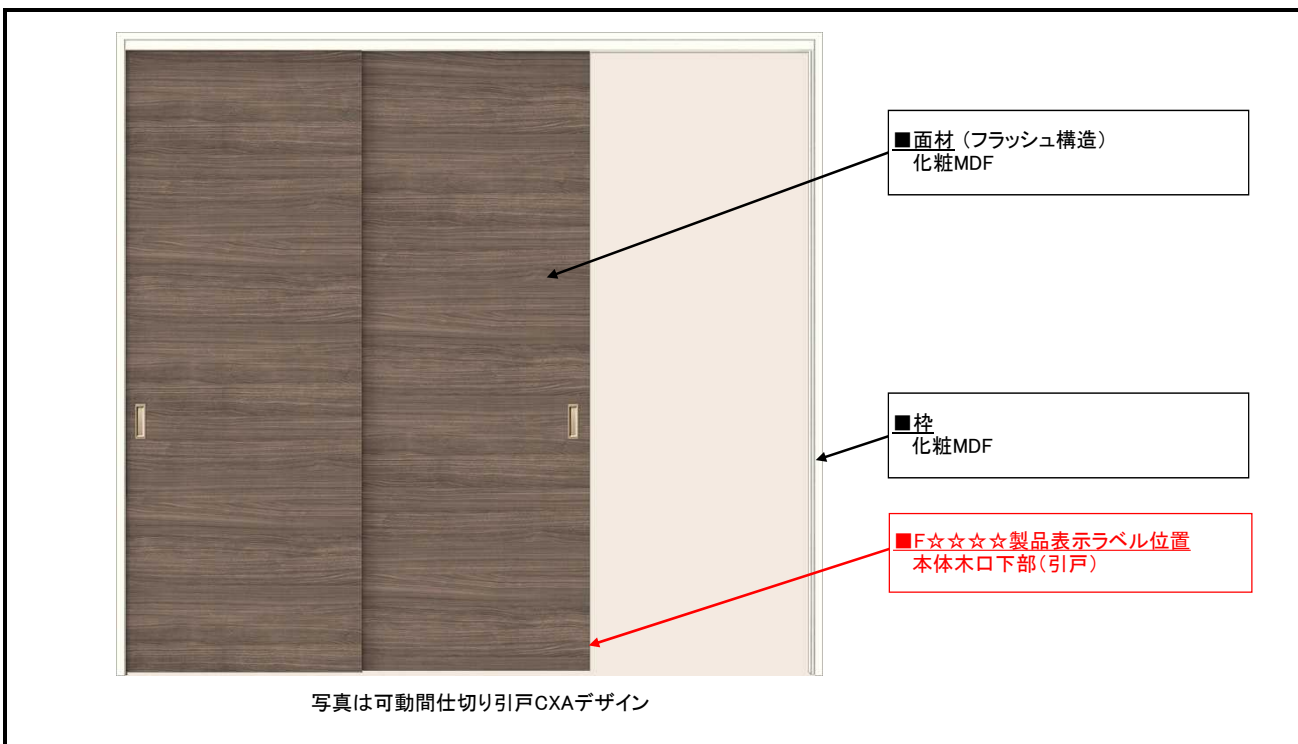 ■面材 (フラッシュ構造)
化粧MDF
■枠
化粧MDF
■F☆☆☆☆製品表示ラベル位置
本体木口下部(引戸)
写真は可動間仕切り引戸CXAデザイン